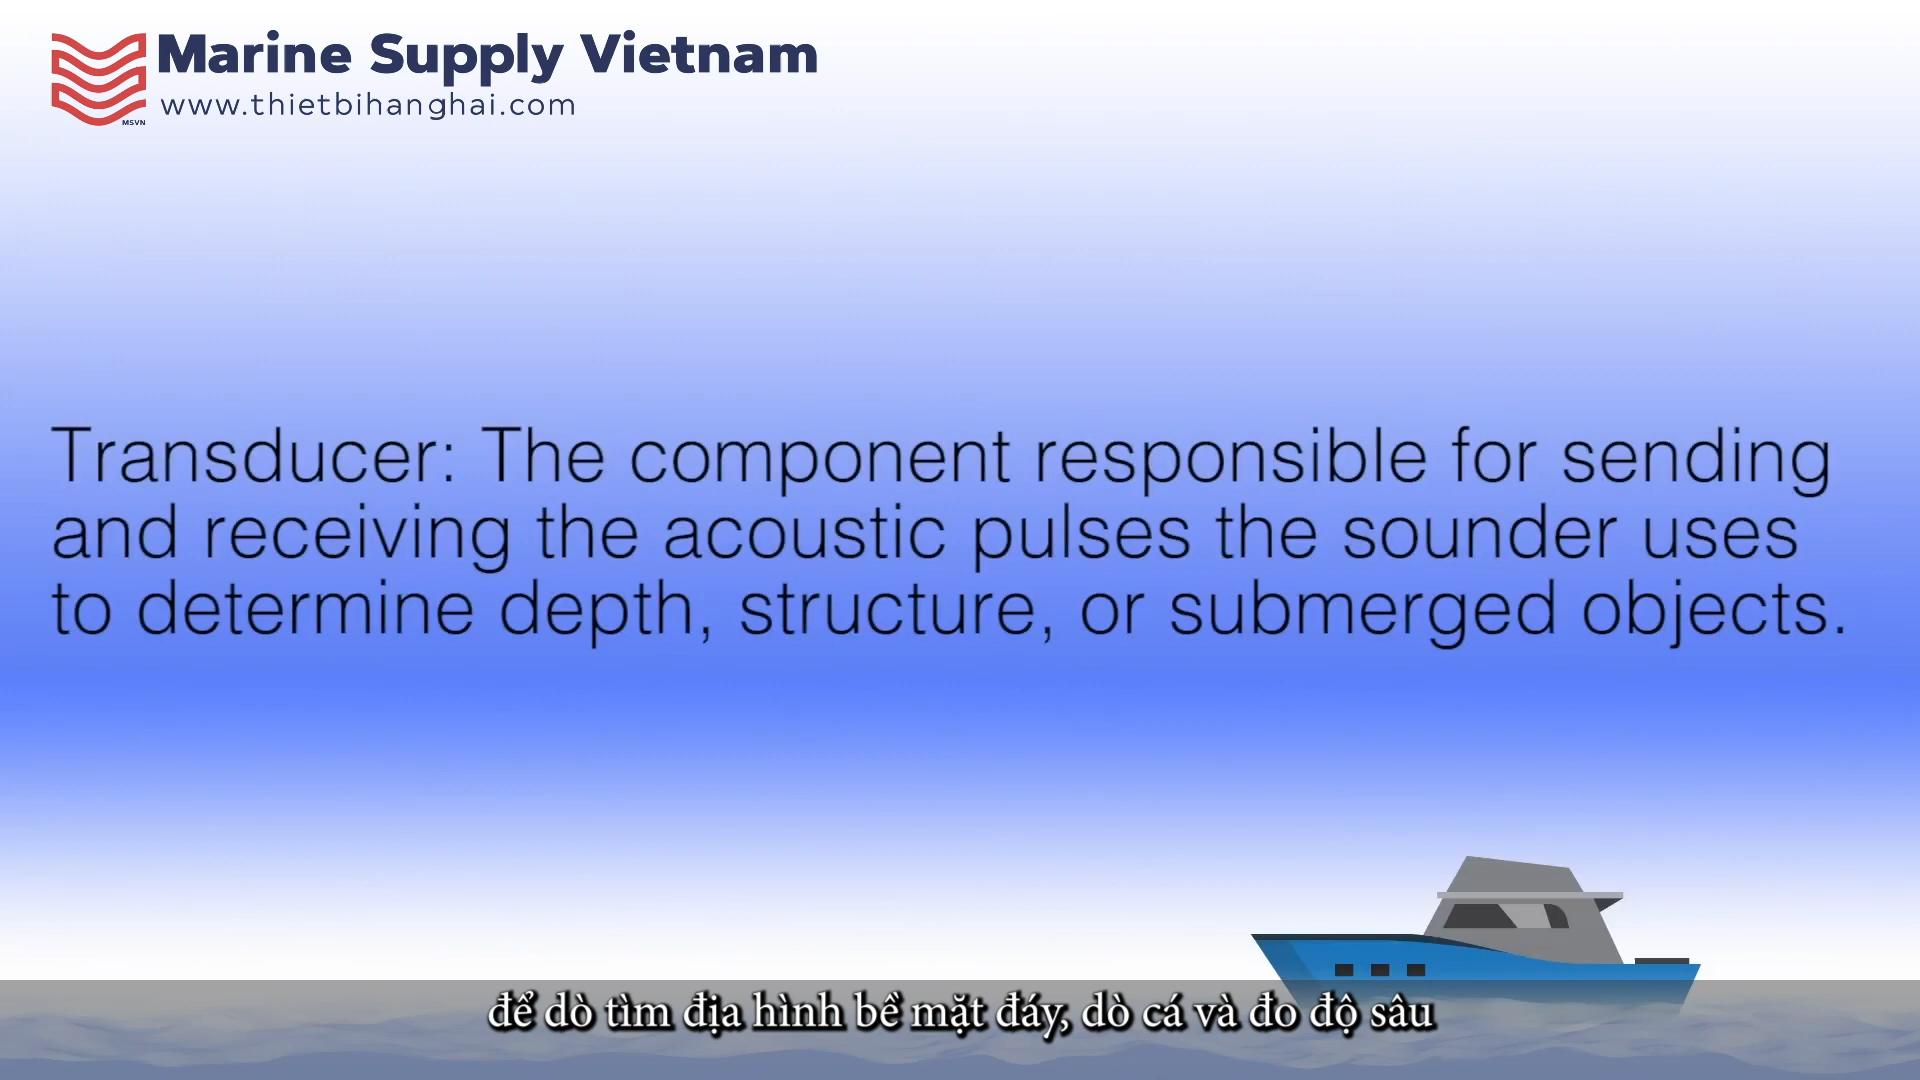 Marine Supply Vietnam
www.thietbihanghai.com
MSVN
Transducer: The component responsible for sending
and receiving the acoustic pulses the sounder uses
to determine depth, structure, or submerged objects.
để dò tìm địa hình bề mặt đáy, dò cá và đo độ sâu